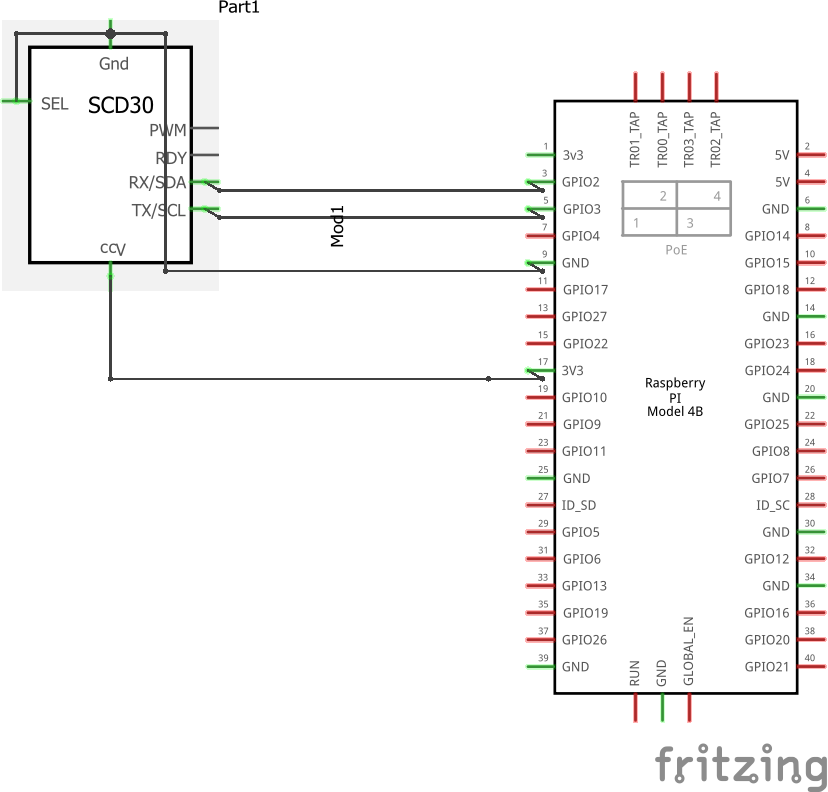 Part1
Gnd
SEL
SCD30
PWM
RDY
RX/SDA
TX/SCL
ccV
Mod1
TR01_TAP
TR00_TAP
TR03_TAP
TR02_TAP
1 3v3 5V 2
3 GPIO2 5V 4
5 GPIO3 GND 6
7 GPIO4 GPIO14 8
9 GND GPIO15 10
11 GPIO17 GPIO18 12
13 GPIO27 GND 14
15 GPIO22 GPIO23 16
17 3V3 GPIO24 18
19 GPIO10 GND 20
21 GPIO9 GPIO25 22
23 GPIO11 GPIO8 24
25 GND GPIO7 26
27 ID_SD ID_SC 28
29 GPIO5 GND 30
31 GPIO6 GPIO12 32
33 GPIO13 GND 34
35 GPIO19 GPIO16 36
37 GPIO26 GPIO20 38
39 GND GPIO21 40
2 4
1 3
PoE
Raspberry
PI
Model 4B
RUN
GND
GLOBAL_EN
fritzing